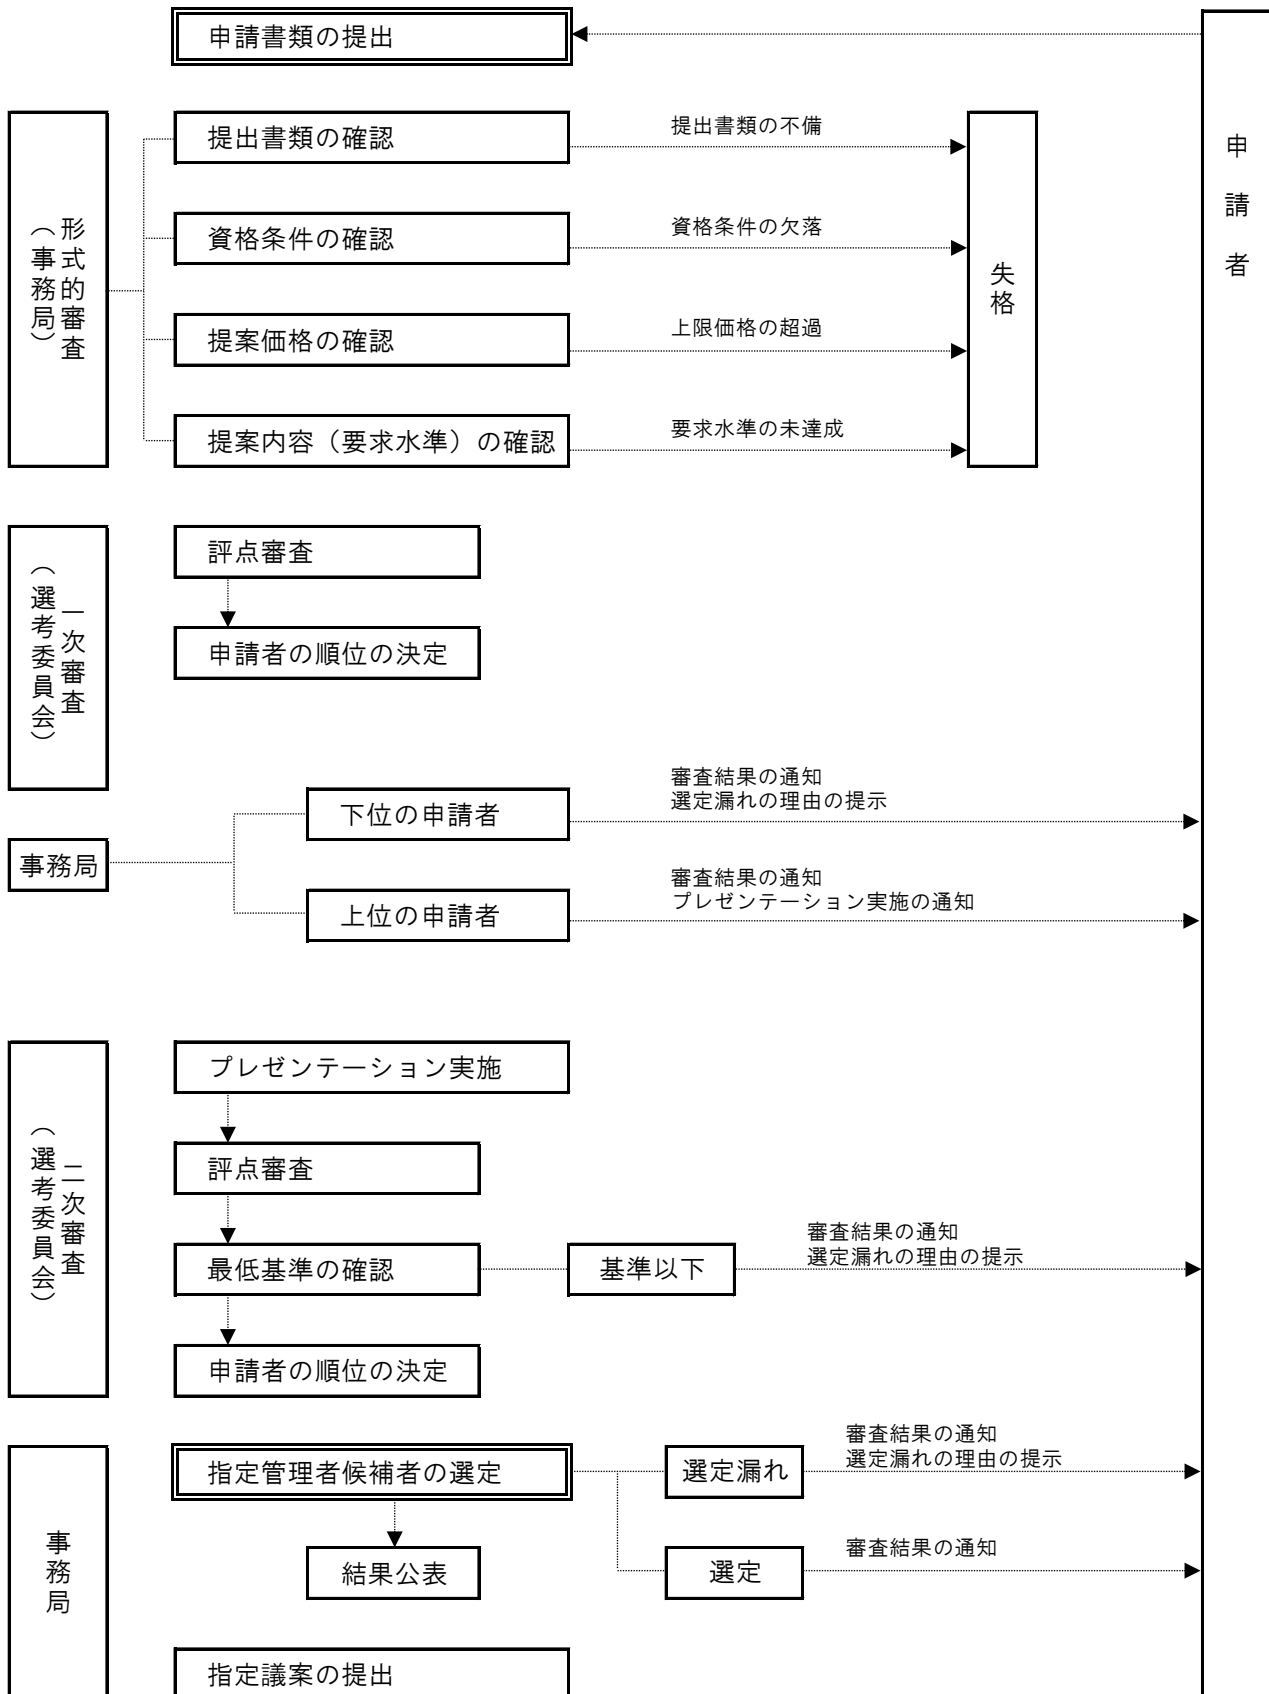 申請書類の提出
申請者
形式的審査
（事務局）
提出書類の確認
提出書類の不備
資格条件の確認
資格条件の欠落
提案価格の確認
上限価格の超過
提案内容（要求水準）の確認
要求水準の未達成
失格
一次審査
（選考委員会）
評点審査
申請者の順位の決定
事務局
下位の申請者
審査結果の通知
選定漏れの理由の提示
上位の申請者
審査結果の通知
プレゼンテーション実施の通知
二次審査
（選考委員会）
プレゼンテーション実施
評点審査
最低基準の確認
基準以下
審査結果の通知
選定漏れの理由の提示
申請者の順位の決定
事務局
指定管理者候補者の選定
選定漏れ
審査結果の通知
選定漏れの理由の提示
結果公表
選定
審査結果の通知
指定議案の提出